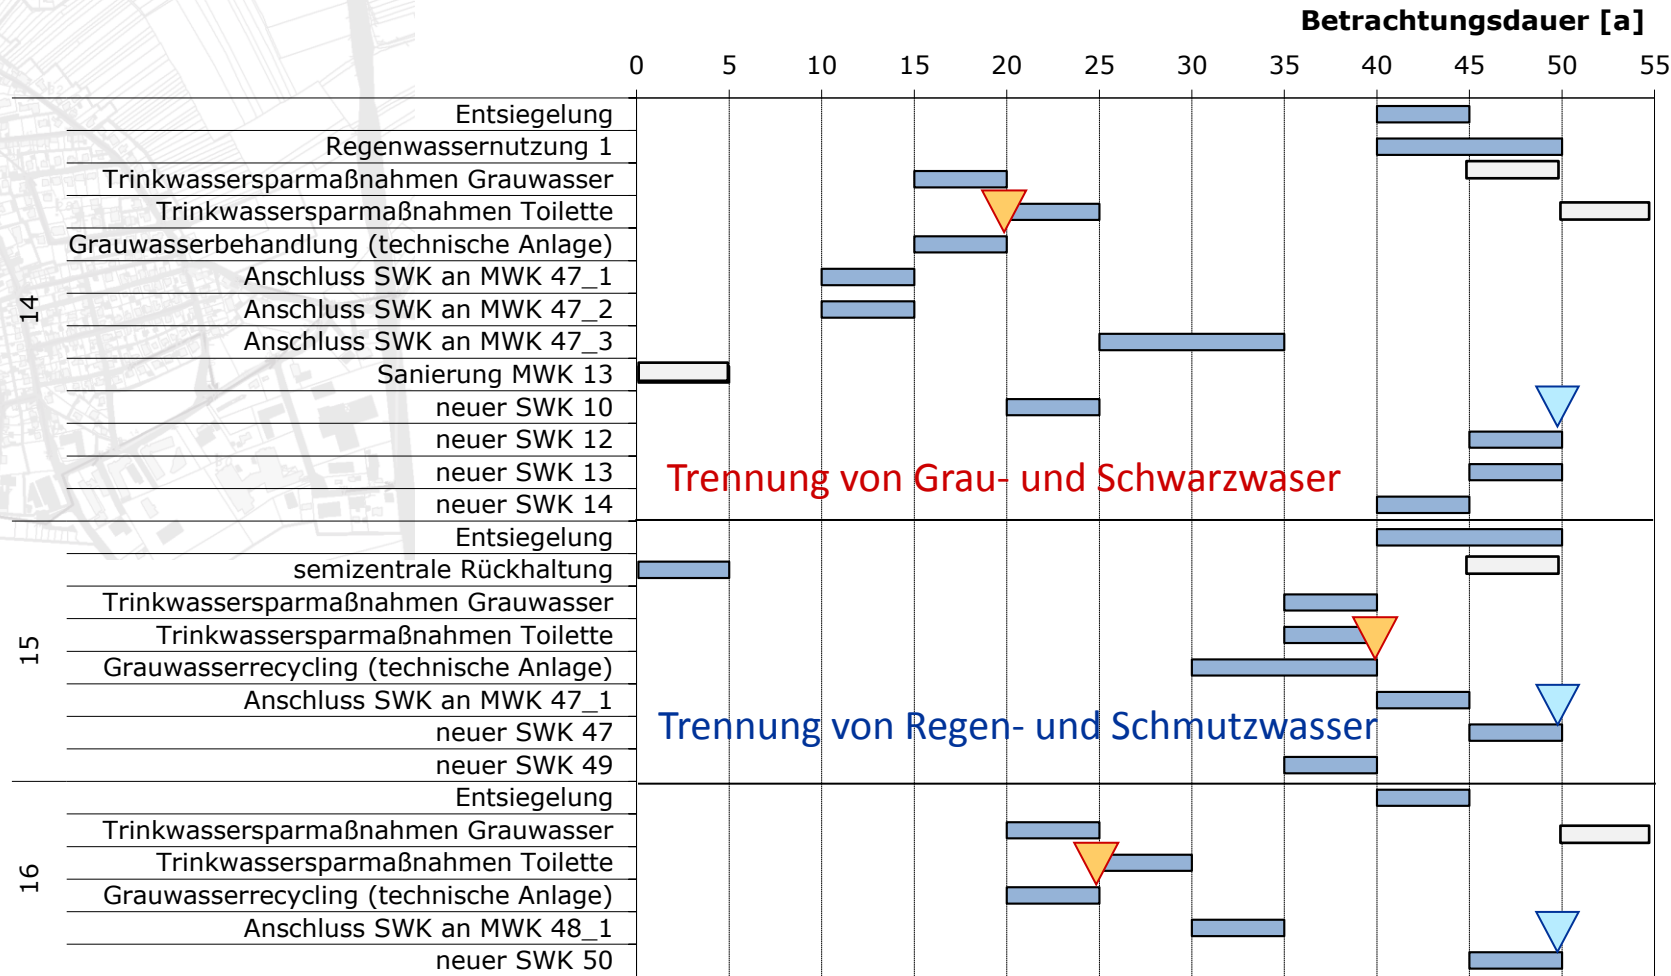 Betrachtungsdauer [a]
0 5 10 15 20 25 30 35 40 45 50 55
14
Entsiegelung
Regenwassernutzung 1
Trinkwassersparmaßnahmen Grauwasser
Trinkwassersparmaßnahmen Toilette
Grauwasserbehandlung (technische Anlage)
Anschluss SWK an MWK 47_1
Anschluss SWK an MWK 47_2
Anschluss SWK an MWK 47_3
Sanierung MWK 13
neuer SWK 10
neuer SWK 12
neuer SWK 13
neuer SWK 14
Trennung von Grau- und Schwarzwaser
15
Entsiegelung
semizentrale Rückhaltung
Trinkwassersparmaßnahmen Grauwasser
Trinkwassersparmaßnahmen Toilette
Grauwasserrecycling (technische Anlage)
Anschluss SWK an MWK 47_1
neuer SWK 47
neuer SWK 49
Trennung von Regen- und Schmutzwasser
16
Entsiegelung
Trinkwassersparmaßnahmen Grauwasser
Trinkwassersparmaßnahmen Toilette
Grauwasserrecycling (technische Anlage)
Anschluss SWK an MWK 48_1
neuer SWK 50